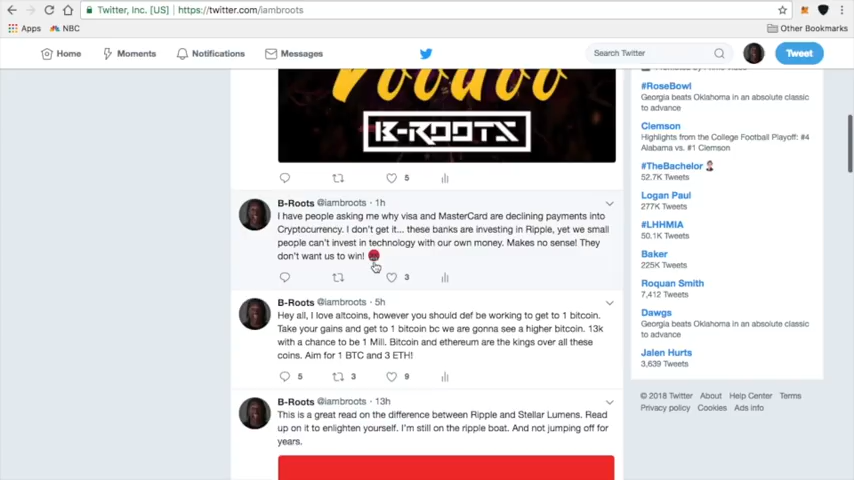 Twitter, Inc. [US] | https://twitter.com/iambroots
Apps NBC Other Bookmarks
Home Moments Notifications Messages Search Twitter Tweet
Voodoo
B-ROOTS
5
B-Roots @iambroots · 1h
I have people asking me why visa and MasterCard are declining payments into
Cryptocurrency. I don't get it... these banks are investing in Ripple, yet we small
people can't invest in technology with our own money. Makes no sense! They
don't want us to win!
3
B-Roots @iambroots · 5h
Hey all, I love altcoins, however you should def be working to get to 1 bitcoin.
Take your gains and get to 1 bitcoin bc we are gonna see a higher bitcoin. 13k
with a chance to be 1 Mill. Bitcoin and ethereum are the kings over all these
coins. Aim for 1 BTC and 3 ETH!
5 3 9
B-Roots @iambroots · 13h
This is a great read on the difference between Ripple and Stellar Lumens. Read
up on it to enlighten yourself. I'm still on the ripple boat. And not jumping off for
years.
#RoseBowl
Georgia beats Oklahoma in an absolute classic
to advance
Clemson
Highlights from the College Football Playoff: #4
Alabama vs. #1 Clemson
#TheBachelor
52.7K Tweets
Logan Paul
277K Tweets
#LHHMIA
50.1K Tweets
Baker
225K Tweets
Roquan Smith
7,412 Tweets
Dawgs
Georgia beats Oklahoma in an absolute classic
to advance
Jalen Hurts
3,639 Tweets
© 2018 Twitter About Help Center Terms
Privacy policy Cookies Ads info